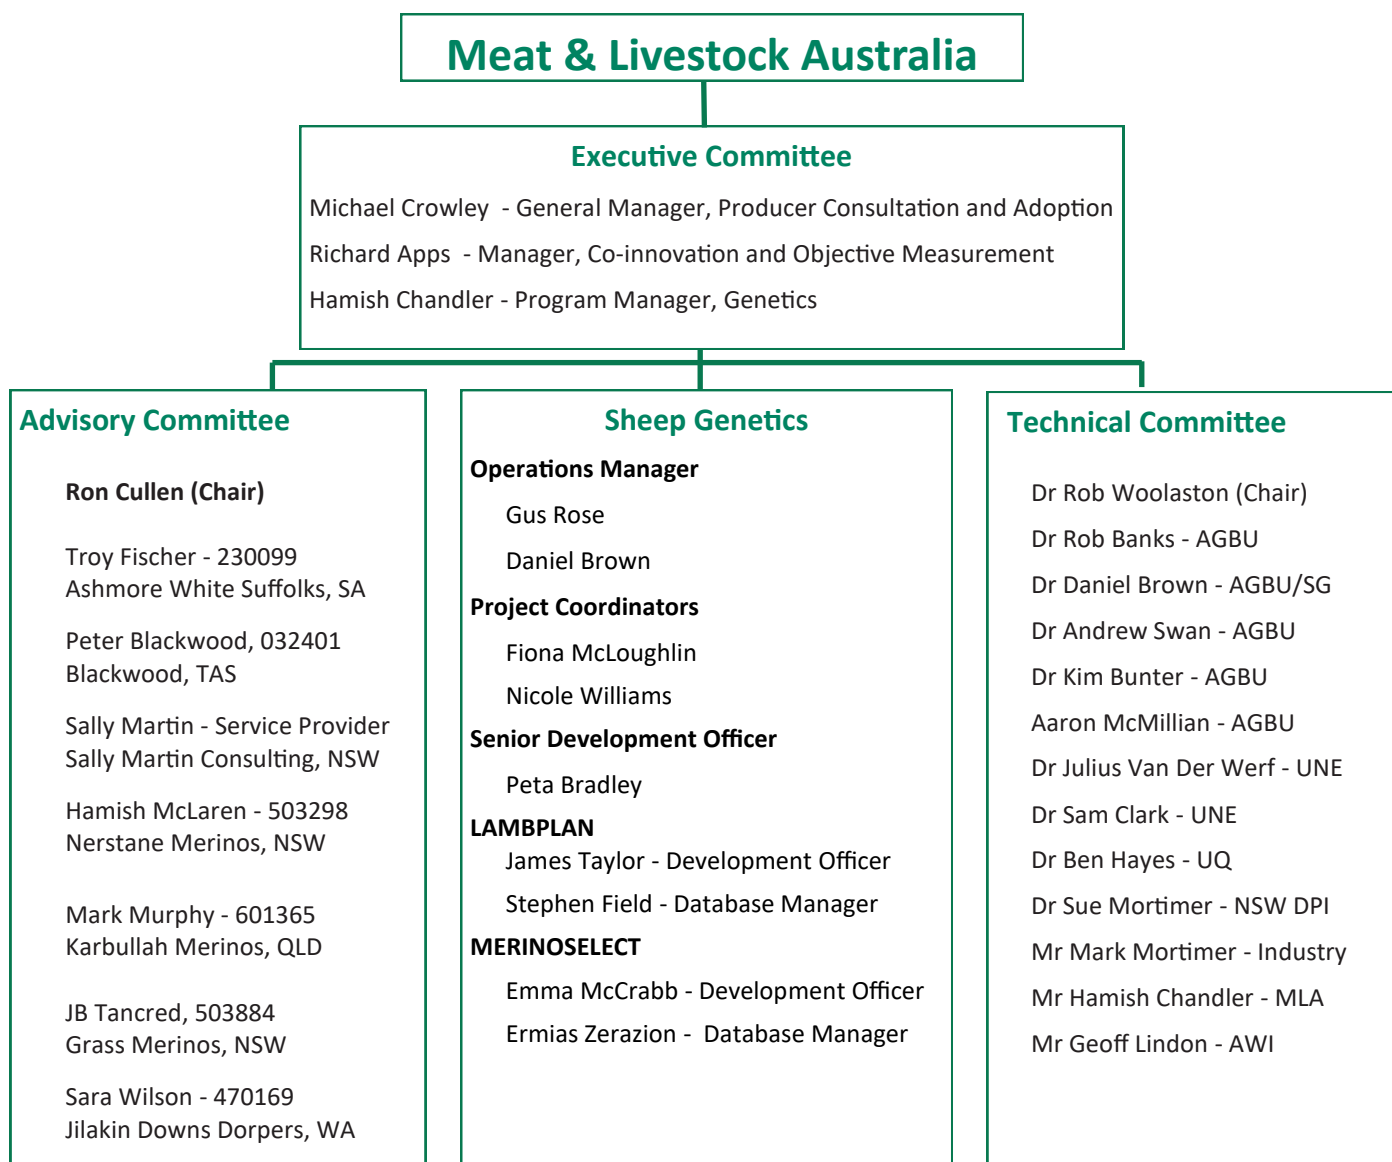 Meat & Livestock Australia
Executive Committee
Michael Crowley - General Manager, Producer Consultation and Adoption
Richard Apps - Manager, Co-innovation and Objective Measurement
Hamish Chandler - Program Manager, Genetics
Advisory Committee
Ron Cullen (Chair)
Troy Fischer - 230099
Ashmore White Suffolks, SA
Peter Blackwood, 032401
Blackwood, TAS
Sally Martin - Service Provider
Sally Martin Consulting, NSW
Hamish McLaren - 503298
Nerstane Merinos, NSW
Mark Murphy - 601365
Karbullah Merinos, QLD
JB Tancred, 503884
Grass Merinos, NSW
Sara Wilson - 470169
Jilakin Downs Dorpers, WA
Sheep Genetics
Operations Manager
Gus Rose
Daniel Brown
Project Coordinators
Fiona McLoughlin
Nicole Williams
Senior Development Officer
Peta Bradley
LAMBPLAN
James Taylor - Development Officer
Stephen Field - Database Manager
MERINOSELECT
Emma McCrabb - Development Officer
Ermias Zerazion - Database Manager
Technical Committee
Dr Rob Woolaston (Chair)
Dr Rob Banks - AGBU
Dr Daniel Brown - AGBU/SG
Dr Andrew Swan - AGBU
Dr Kim Bunter - AGBU
Aaron McMillian - AGBU
Dr Julius Van Der Werf - UNE
Dr Sam Clark - UNE
Dr Ben Hayes - UQ
Dr Sue Mortimer - NSW DPI
Mr Mark Mortimer - Industry
Mr Hamish Chandler - MLA
Mr Geoff Lindon - AWI